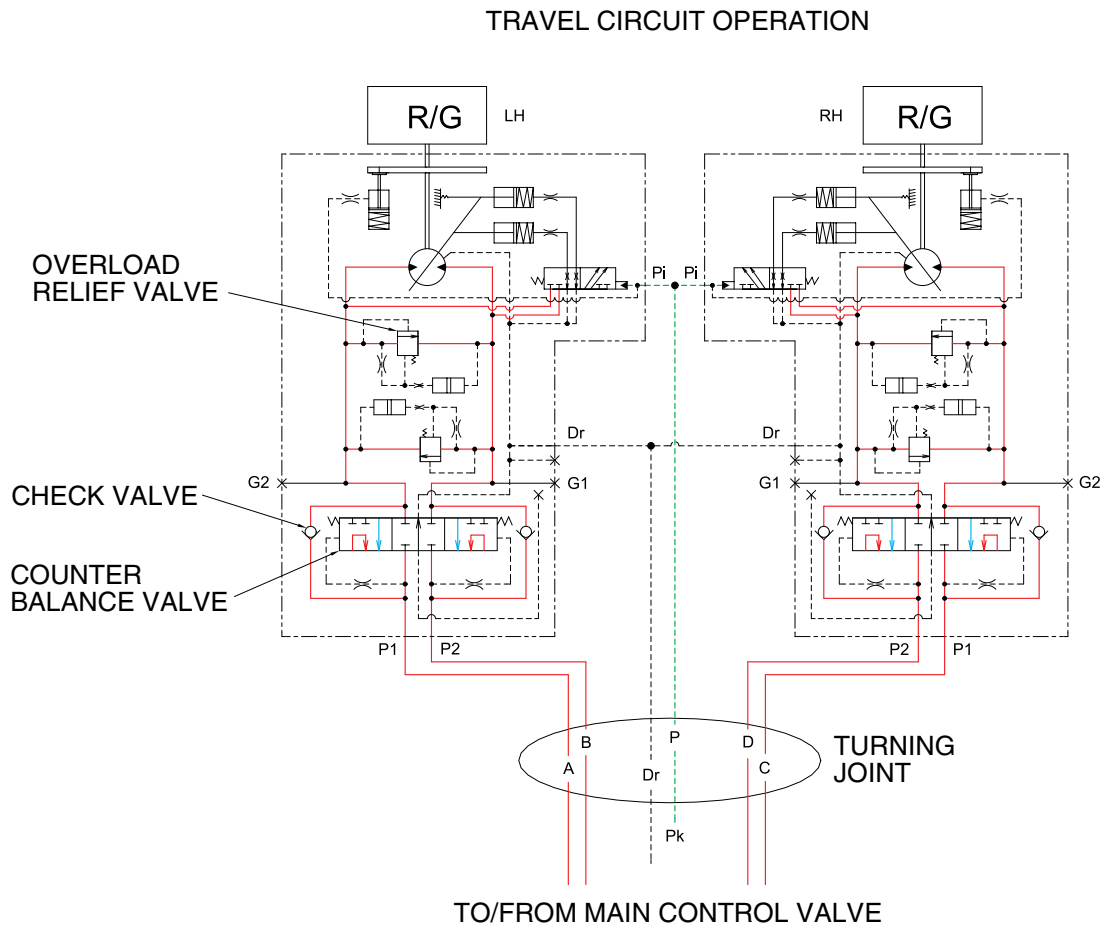 TRAVEL CIRCUIT OPERATION
R/G
LH
RH
R/G
OVERLOAD
RELIEF VALVE
Pi
Pi
Dr
Dr
G2
G1
G1
G2
CHECK VALVE
COUNTER
BALANCE VALVE
P1
P2
P2
P1
B
P
D
A
Dr
C
TURNING
JOINT
Pk
TO/FROM MAIN CONTROL VALVE